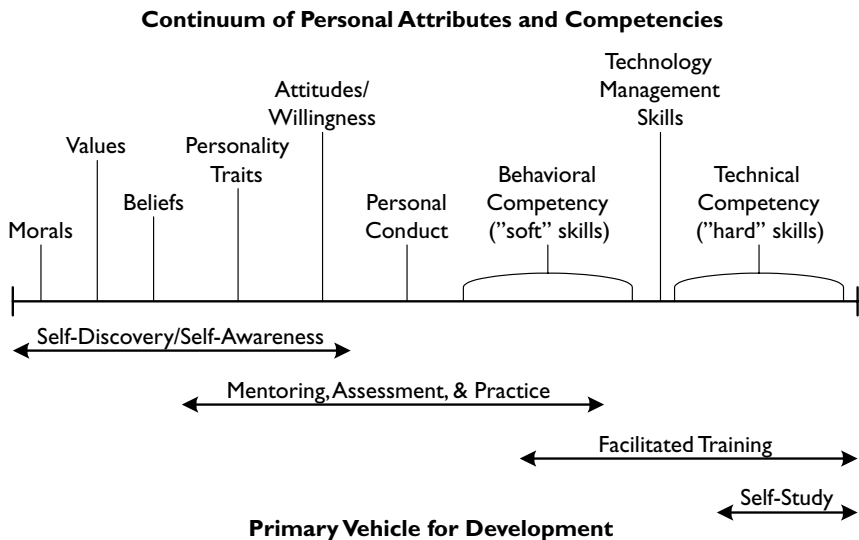 Continuum of Personal Attributes and Competencies
Morals
Values
Beliefs
Personality
Traits
Attitudes/
Willingness
Personal
Conduct
Behavioral
Competency
(”soft” skills)
Technology
Management
Skills
Technical
Competency
(”hard” skills)
Self-Discovery/Self-Awareness
Mentoring, Assessment, & Practice
Facilitated Training
Self-Study
Primary Vehicle for Development